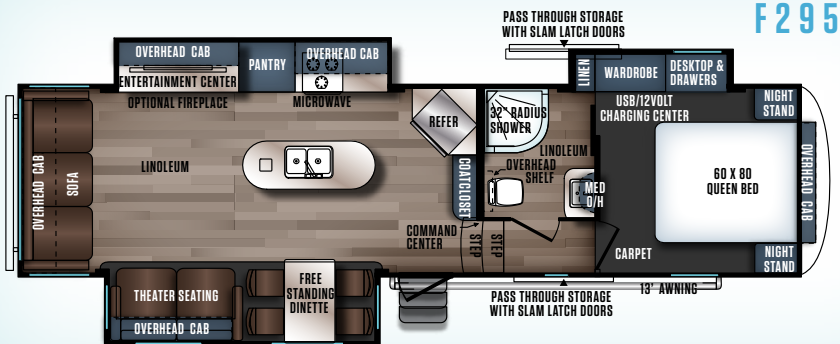 F295
PASS THROUGH STORAGE
WITH SLAM LATCH DOORS
OVERHEAD CAB
PANTRY
OVERHEAD CAB
ENTERTAINMENT CENTER
OPTIONAL FIREPLACE
MICROWAVE
REFER
32" RADIUS
SHOWER
LINEN
WARDROBE
DESKTOP &
DRAWERS
USB/12VOLT
CHARGING CENTER
NIGHT
STAND
OVERHEAD CAB
SOFA
LINOLEUM
COAT CLOSET
LINOLEUM
OVERHEAD
SHELF
MED
O/H
60 X 80
QUEEN BED
OVERHEAD CAB
COMMAND
CENTER
STEP
STEP
CARPET
NIGHT
STAND
THEATER SEATING
OVERHEAD CAB
FREE
STANDING
DINETTE
PASS THROUGH STORAGE
WITH SLAM LATCH DOORS
13' AWNING